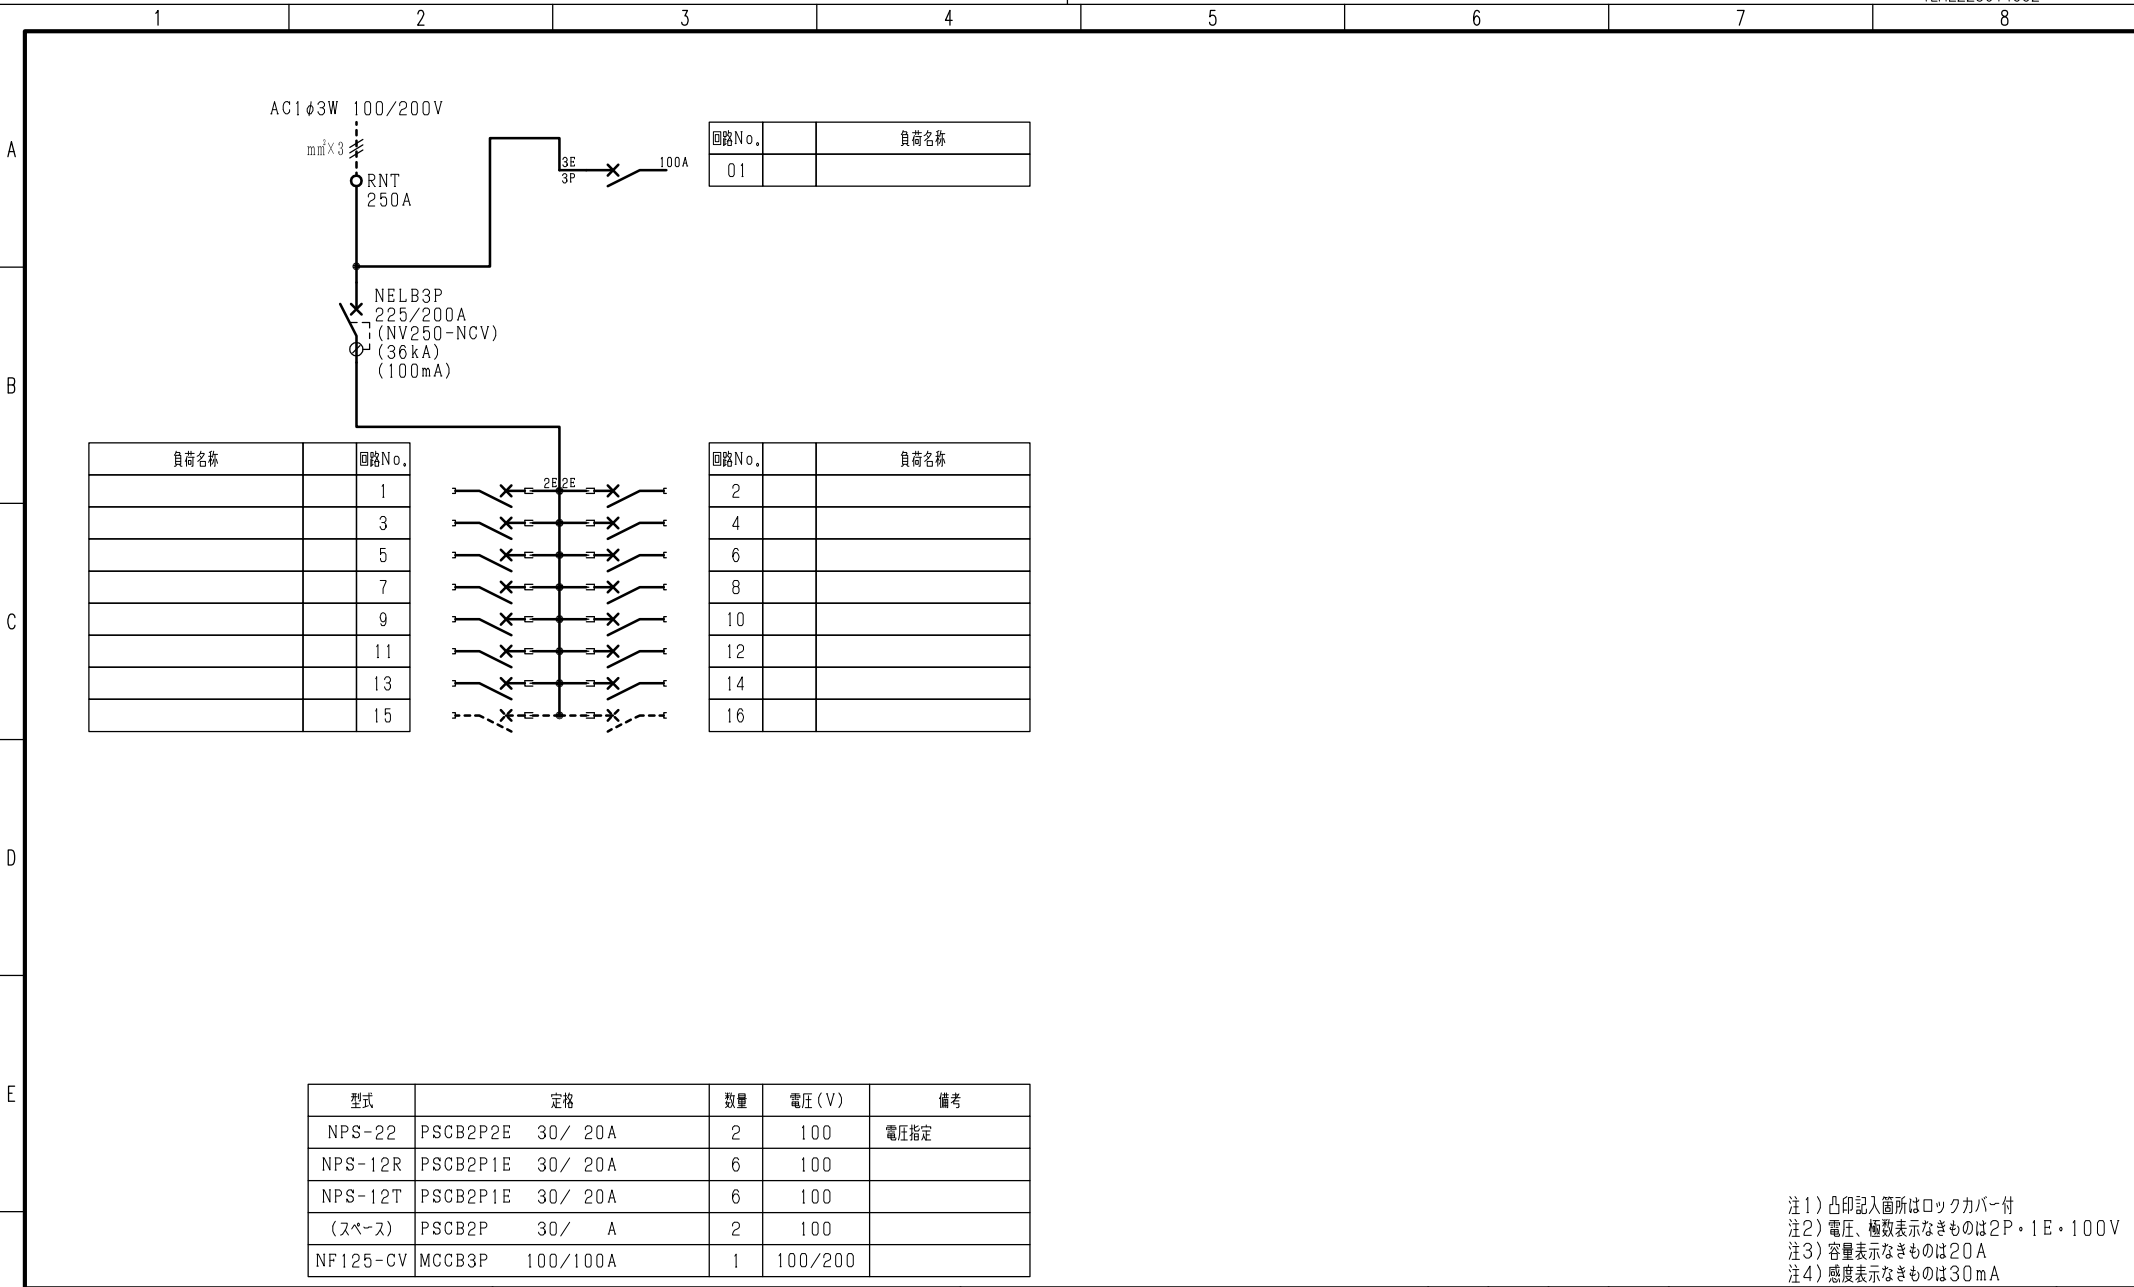 1 2 3 4 5 6 7 8
A
B
C
D
E
AC1φ3W 100/200V
mm²×3
RNT
250A
3E
3P
100A
回路No. 負荷名称
01
NELB3P
225/200A
(NV250-NCV)
(36kA)
(100mA)
負荷名称 回路No.
1
3
5
7
9
11
13
15
2E 2E
回路No. 負荷名称
2
4
6
8
10
12
14
16
型式 定格 数量 電圧(V) 備考
NPS-22 PSCB2P2E 30/ 20A 2 100 電圧指定
NPS-12R PSCB2P1E 30/ 20A 6 100
NPS-12T PSCB2P1E 30/ 20A 6 100
(スペース) PSCB2P 30/ A 2 100
NF125-CV MCCB3P 100/100A 1 100/200
注1)凸印記入箇所はロックカバー付
注2)電圧、極数表示なきものは2P・1E・100V
注3)容量表示なきものは20A
注4)感度表示なきものは30mA